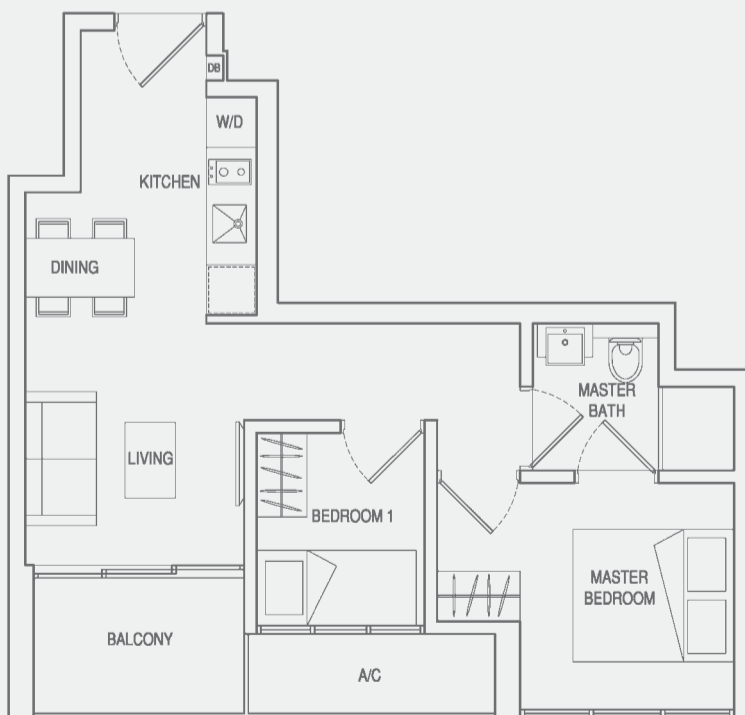 DB
W/D
KITCHEN
DINING
MASTER
BATH
LIVING
BEDROOM 1
MASTER
BEDROOM
BALCONY
A/C